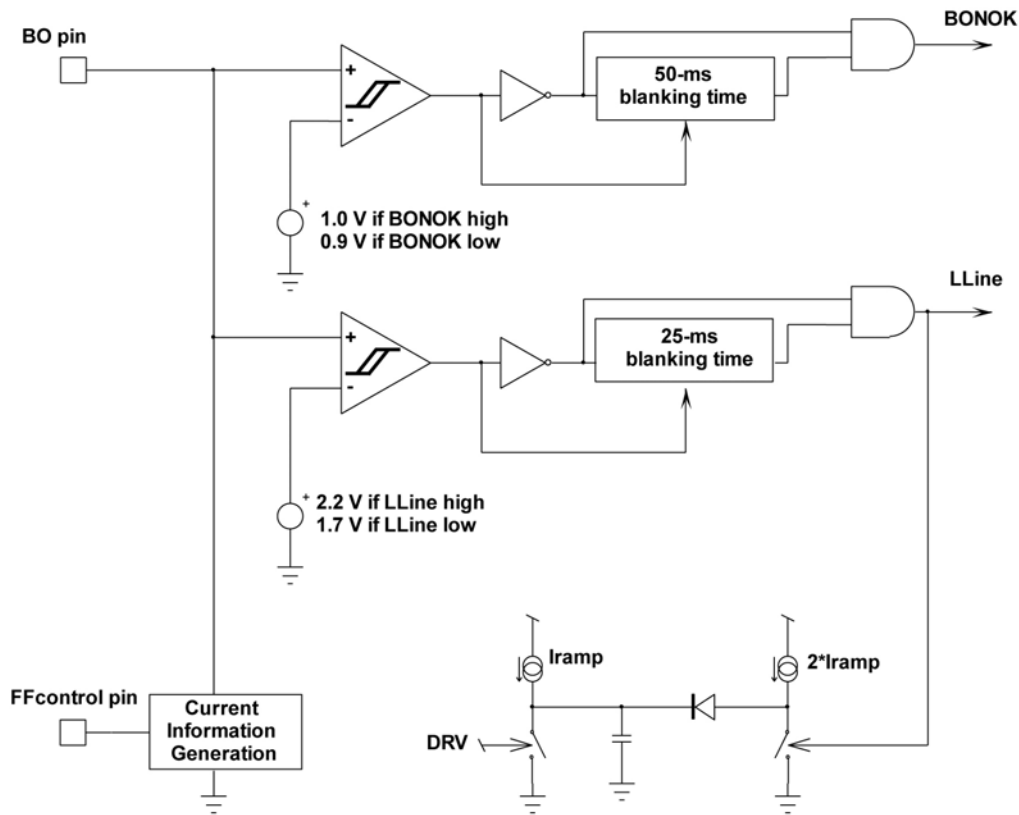 BONOK
BO pin
50-ms
blanking time
+
-
+
1.0 V if BONOK high
0.9 V if BONOK low
LLine
25-ms
blanking time
+
-
+
2.2 V if LLine high
1.7 V if LLine low
Iramp
2*Iramp
FFcontrol pin
Current
Information
Generation
DRV